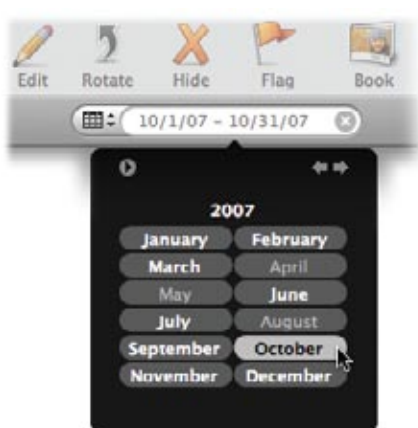 Edit Rotate Hide Flag Book
10/1/07 – 10/31/07
2007
January February
March April
May June
July August
September October
November December